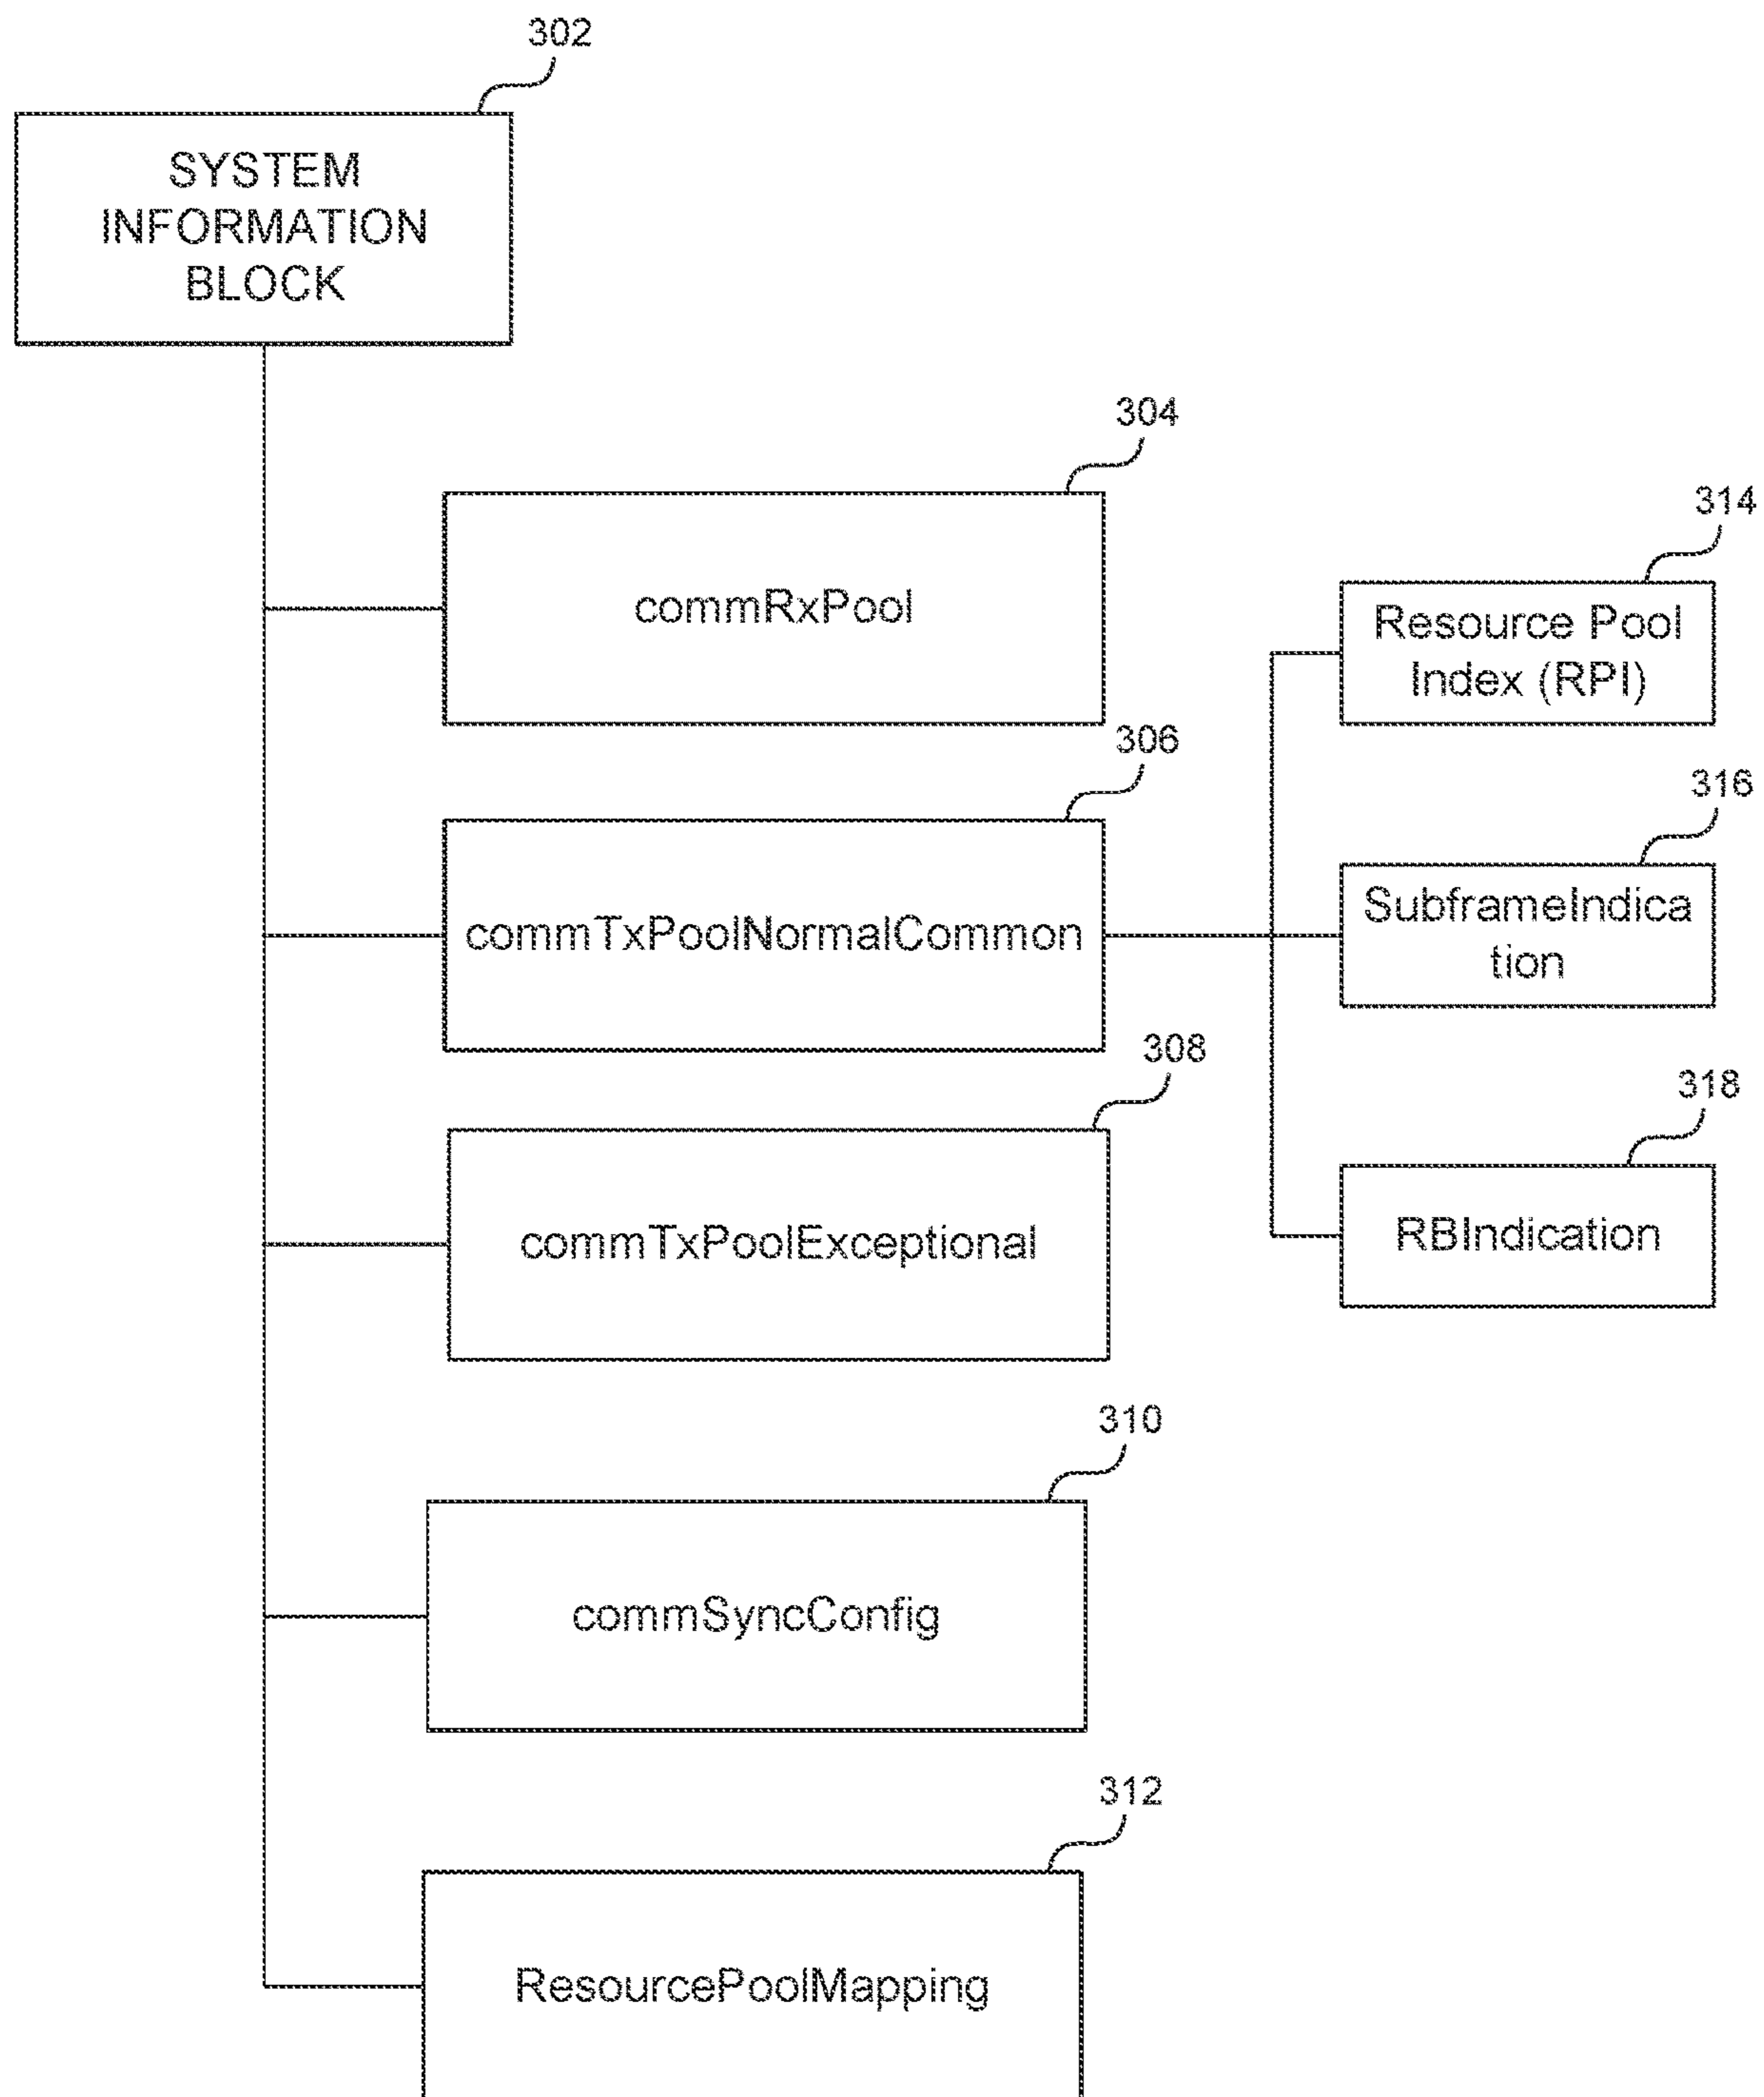 302
SYSTEM
INFORMATION
BLOCK
304
commRxPool
306
commTxPoolNormalCommon
314
Resource Pool
Index (RPI)
316
SubframeIndica
tion
318
RBIndication
308
commTxPoolExceptional
310
commSyncConfig
312
ResourcePoolMapping